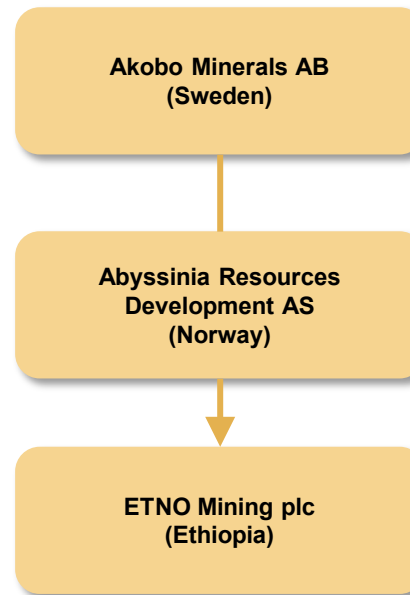 Akobo Minerals AB
(Sweden)
Abyssinia Resources
Development AS
(Norway)
ETNO Mining plc
(Ethiopia)